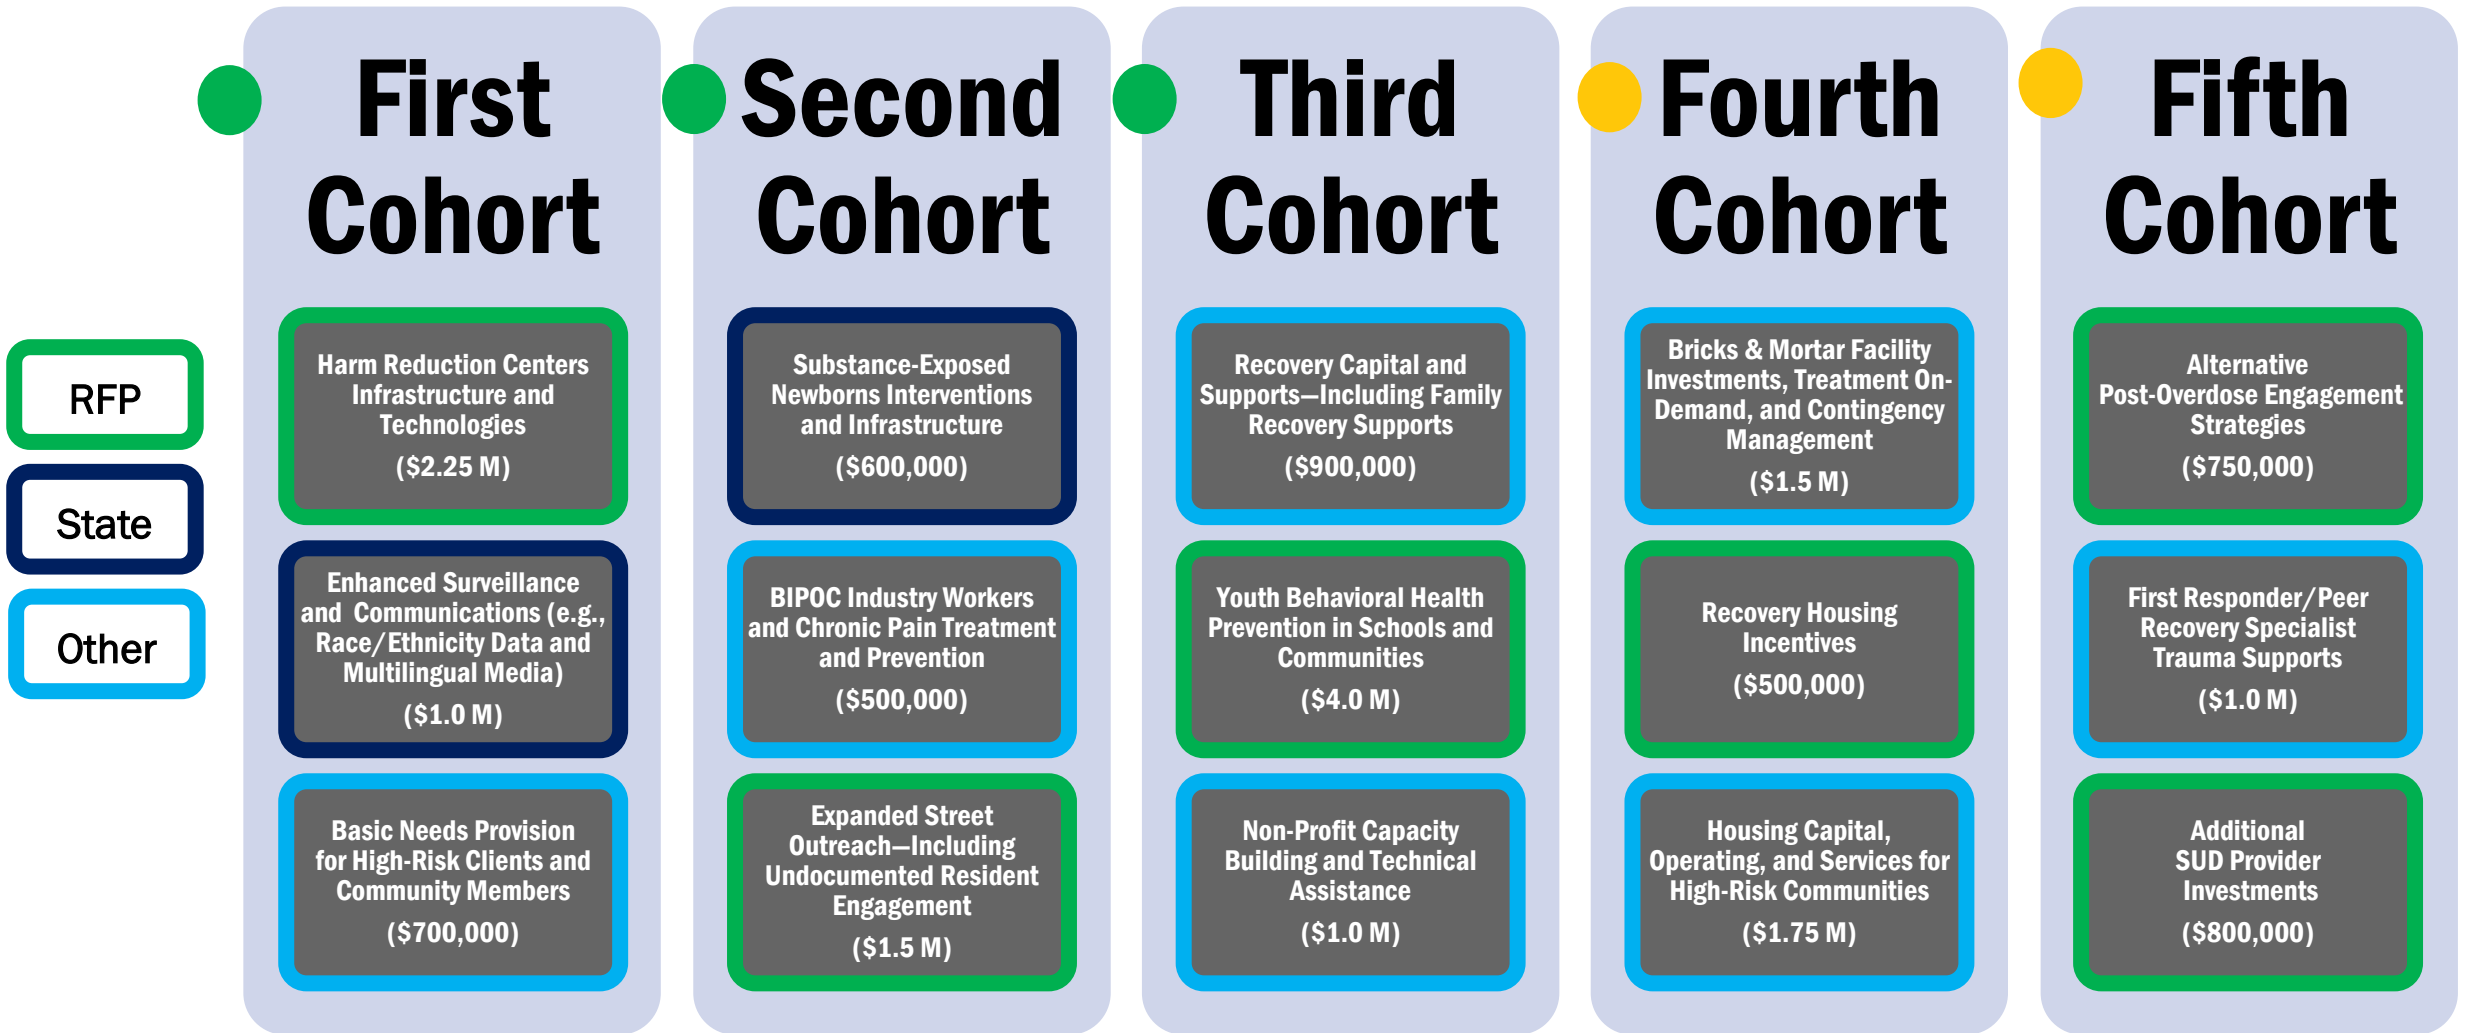 RFP
State
Other
First
Cohort
Harm Reduction Centers
Infrastructure and
Technologies
($2.25 M)
Enhanced Surveillance
and Communications (e.g.,
Race/Ethnicity Data and
Multilingual Media)
($1.0 M)
Basic Needs Provision
for High-Risk Clients and
Community Members
($700,000)
Second
Cohort
Substance-Exposed
Newborns Interventions
and Infrastructure
($600,000)
BIPOC Industry Workers
and Chronic Pain Treatment
and Prevention
($500,000)
Expanded Street
Outreach—Including
Undocumented Resident
Engagement
($1.5 M)
Third
Cohort
Recovery Capital and
Supports—Including Family
Recovery Supports
($900,000)
Youth Behavioral Health
Prevention in Schools and
Communities
($4.0 M)
Non-Profit Capacity
Building and Technical
Assistance
($1.0 M)
Fourth
Cohort
Bricks & Mortar Facility
Investments, Treatment On-
Demand, and Contingency
Management
($1.5 M)
Recovery Housing
Incentives
($500,000)
Housing Capital,
Operating, and Services for
High-Risk Communities
($1.75 M)
Fifth
Cohort
Alternative
Post-Overdose Engagement
Strategies
($750,000)
First Responder/Peer
Recovery Specialist
Trauma Supports
($1.0 M)
Additional
SUD Provider
Investments
($800,000)